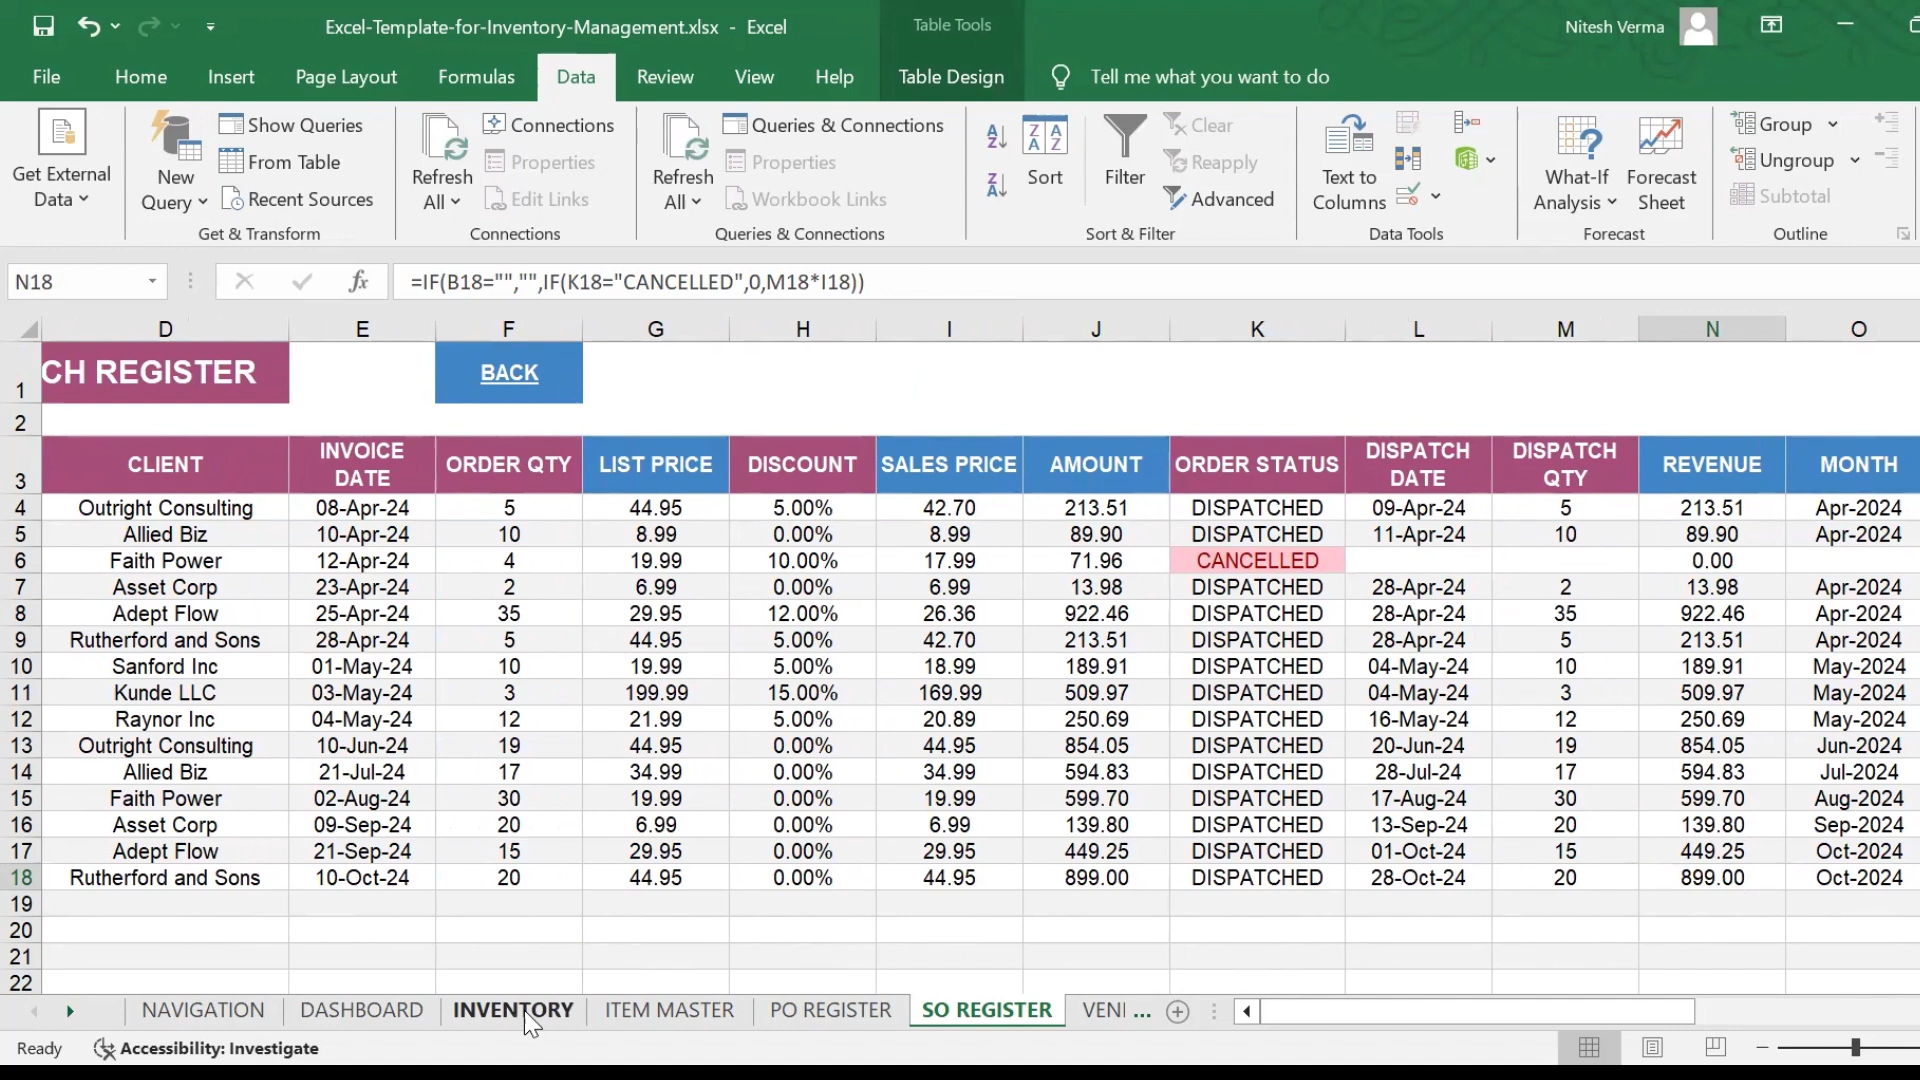 Excel-Template-for-Inventory-Management.xlsx - Excel
Table Tools
Nitesh Verma
File Home Insert Page Layout Formulas Data Review View Help Table Design Tell me what you want to do
Get External Data
New Query
Show Queries
From Table
Recent Sources
Get & Transform
Refresh All
Connections
Properties
Edit Links
Connections
Refresh All
Queries & Connections
Properties
Workbook Links
Queries & Connections
Sort
Filter
Clear
Reapply
Advanced
Sort & Filter
Text to Columns
Data Tools
What-If Analysis
Forecast Sheet
Forecast
Group
Ungroup
Subtotal
Outline
N18 fx =IF(B18="","",IF(K18="CANCELLED",0,M18*I18))
D E F G H I J K L M N O
1 CH REGISTER BACK
2
3 CLIENT INVOICE DATE ORDER QTY LIST PRICE DISCOUNT SALES PRICE AMOUNT ORDER STATUS DISPATCH DATE DISPATCH QTY REVENUE MONTH
4 Outright Consulting 08-Apr-24 5 44.95 5.00% 42.70 213.51 DISPATCHED 09-Apr-24 5 213.51 Apr-2024
5 Allied Biz 10-Apr-24 10 8.99 0.00% 8.99 89.90 DISPATCHED 11-Apr-24 10 89.90 Apr-2024
6 Faith Power 12-Apr-24 4 19.99 10.00% 17.99 71.96 CANCELLED 0.00
7 Asset Corp 23-Apr-24 2 6.99 0.00% 6.99 13.98 DISPATCHED 28-Apr-24 2 13.98 Apr-2024
8 Adept Flow 25-Apr-24 35 29.95 12.00% 26.36 922.46 DISPATCHED 28-Apr-24 35 922.46 Apr-2024
9 Rutherford and Sons 28-Apr-24 5 44.95 5.00% 42.70 213.51 DISPATCHED 28-Apr-24 5 213.51 Apr-2024
10 Sanford Inc 01-May-24 10 19.99 5.00% 18.99 189.91 DISPATCHED 04-May-24 10 189.91 May-2024
11 Kunde LLC 03-May-24 3 199.99 15.00% 169.99 509.97 DISPATCHED 04-May-24 3 509.97 May-2024
12 Raynor Inc 04-May-24 12 21.99 5.00% 20.89 250.69 DISPATCHED 16-May-24 12 250.69 May-2024
13 Outright Consulting 10-Jun-24 19 44.95 0.00% 44.95 854.05 DISPATCHED 20-Jun-24 19 854.05 Jun-2024
14 Allied Biz 21-Jul-24 17 34.99 0.00% 34.99 594.83 DISPATCHED 28-Jul-24 17 594.83 Jul-2024
15 Faith Power 02-Aug-24 30 19.99 0.00% 19.99 599.70 DISPATCHED 17-Aug-24 30 599.70 Aug-2024
16 Asset Corp 09-Sep-24 20 6.99 0.00% 6.99 139.80 DISPATCHED 13-Sep-24 20 139.80 Sep-2024
17 Adept Flow 21-Sep-24 15 29.95 0.00% 29.95 449.25 DISPATCHED 01-Oct-24 15 449.25 Oct-2024
18 Rutherford and Sons 10-Oct-24 20 44.95 0.00% 44.95 899.00 DISPATCHED 28-Oct-24 20 899.00 Oct-2024
19
20
21
22
NAVIGATION DASHBOARD INVENTORY ITEM MASTER PO REGISTER SO REGISTER VENI ...
Ready Accessibility: Investigate